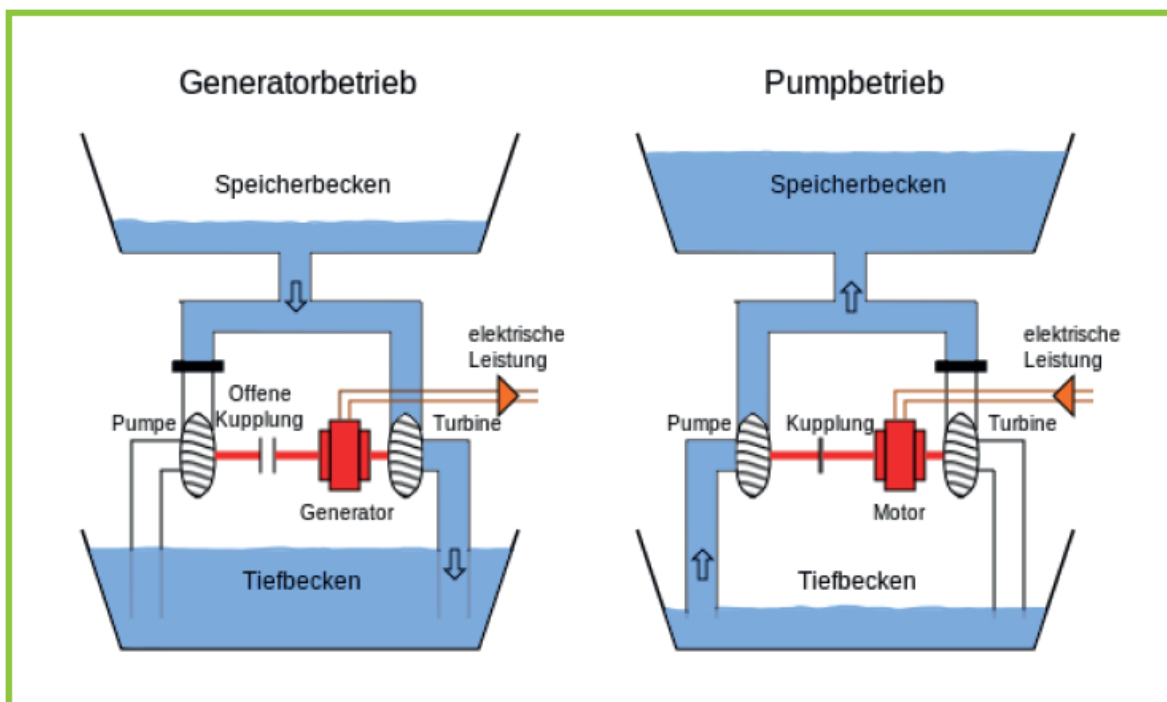 Generatorbetrieb
Speicherbecken
elektrische
Leistung
Offene
Kupplung
Pumpe
Turbine
Generator
Tiefbecken
Pumpbetrieb
Speicherbecken
elektrische
Leistung
Pumpe
Kupplung
Turbine
Motor
Tiefbecken